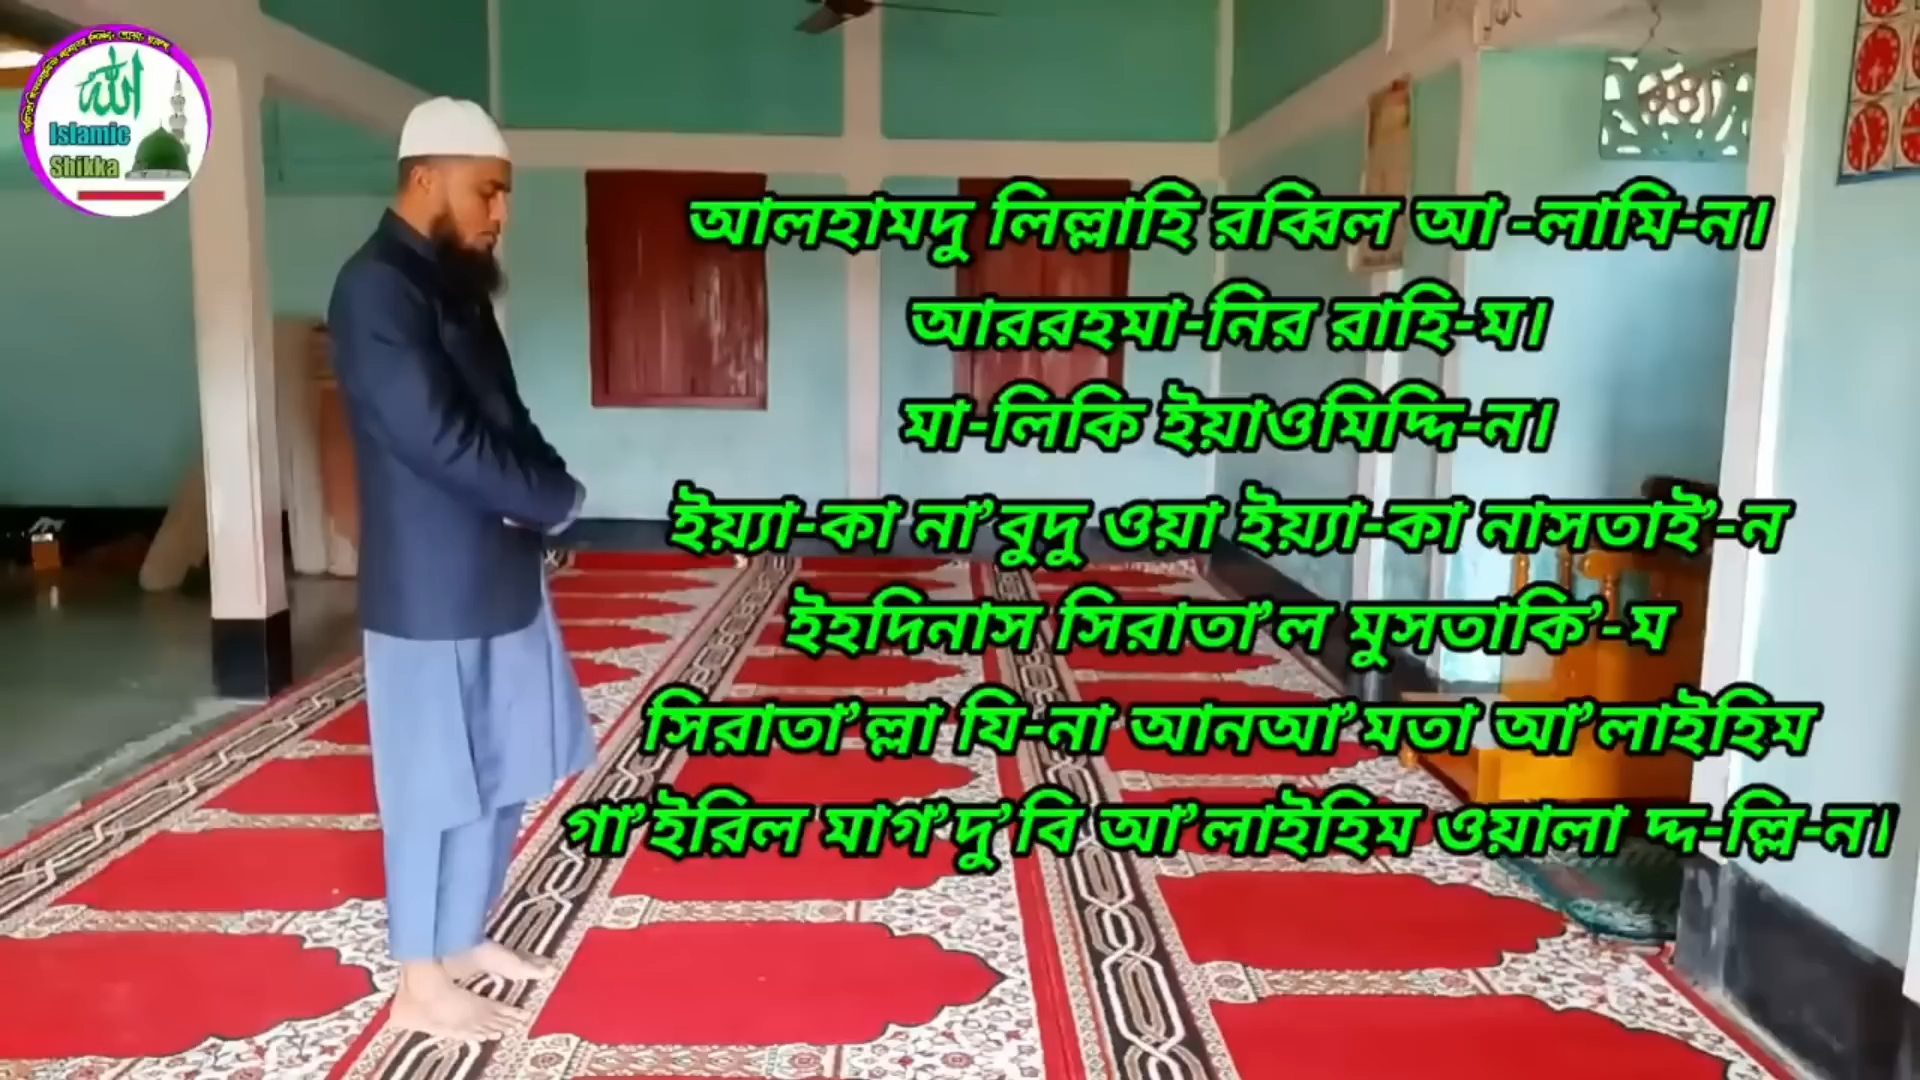 الله
Islamic
Shikka
আলহামদু লিল্লাহি রব্বিল আ -লামি-ন।
আররহমা-নির রাহি-ম।
মা-লিকি ইয়াওমিদ্দি-ন।
ইয়্যা-কা না’বুদু ওয়া ইয়্যা-কা নাসতাই’-ন
ইহদিনাস সিরাতা’ল মুসতাকি’-ম
সিরাতা’ল্লা যি-না আনআ’মতা আ’লাইহিম
গা’ইরিল মাগ’দু’বি আ’লাইহিম ওয়ালা দ্দ-ল্লি-ন।